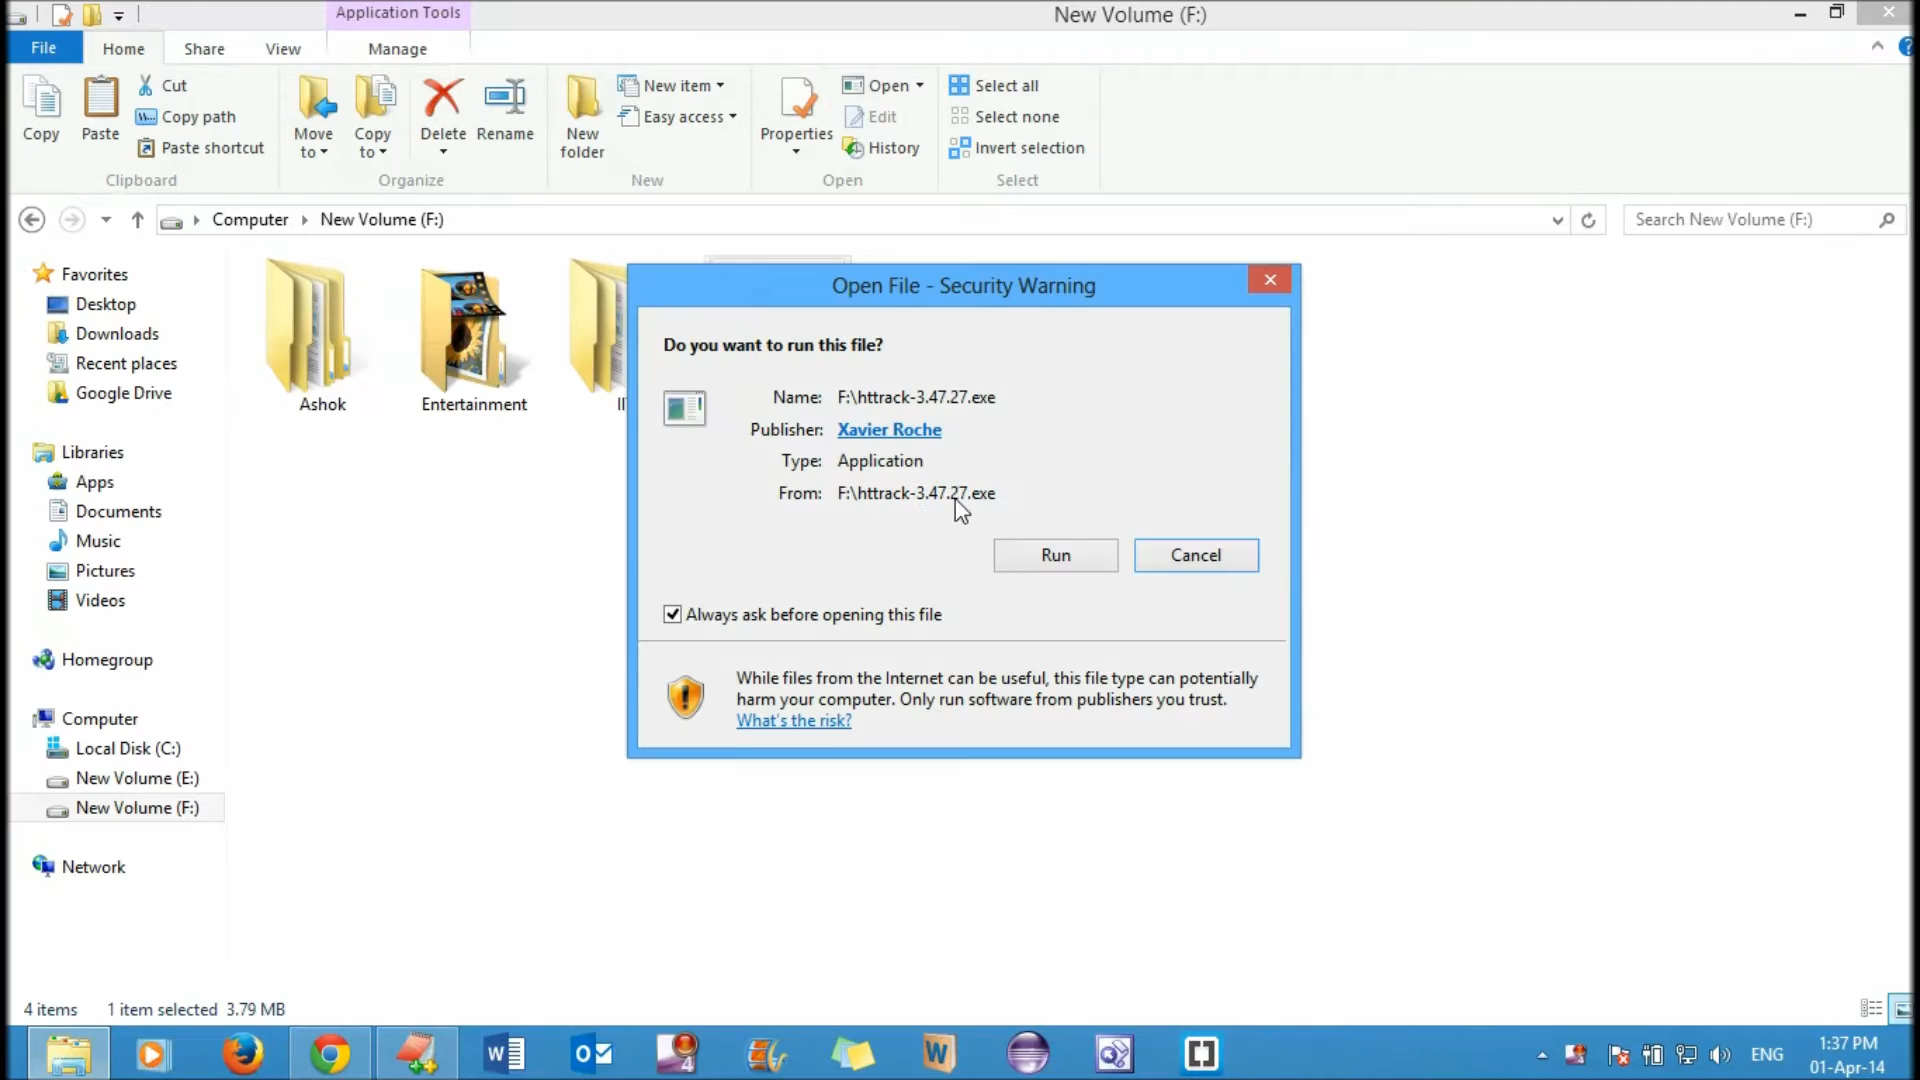 Application Tools
New Volume (F:)
File
Home
Share
View
Manage
Copy
Paste
Cut
Copy path
Paste shortcut
Clipboard
Move to
Copy to
Delete
Rename
Organize
New folder
New item
Easy access
New
Properties
Open
Edit
History
Open
Select all
Select none
Invert selection
Select
Computer
New Volume (F:)
Search New Volume (F:)
Favorites
Desktop
Downloads
Recent places
Google Drive
Libraries
Apps
Documents
Music
Pictures
Videos
Homegroup
Computer
Local Disk (C:)
New Volume (E:)
New Volume (F:)
Network
Ashok
Entertainment
Open File - Security Warning
Do you want to run this file?
Name: F:\httrack-3.47.27.exe
Publisher: Xavier Roche
Type: Application
From: F:\httrack-3.47.27.exe
Run
Cancel
Always ask before opening this file
While files from the Internet can be useful, this file type can potentially
harm your computer. Only run software from publishers you trust.
What's the risk?
4 items
1 item selected 3.79 MB
ENG
1:37 PM
01-Apr-14